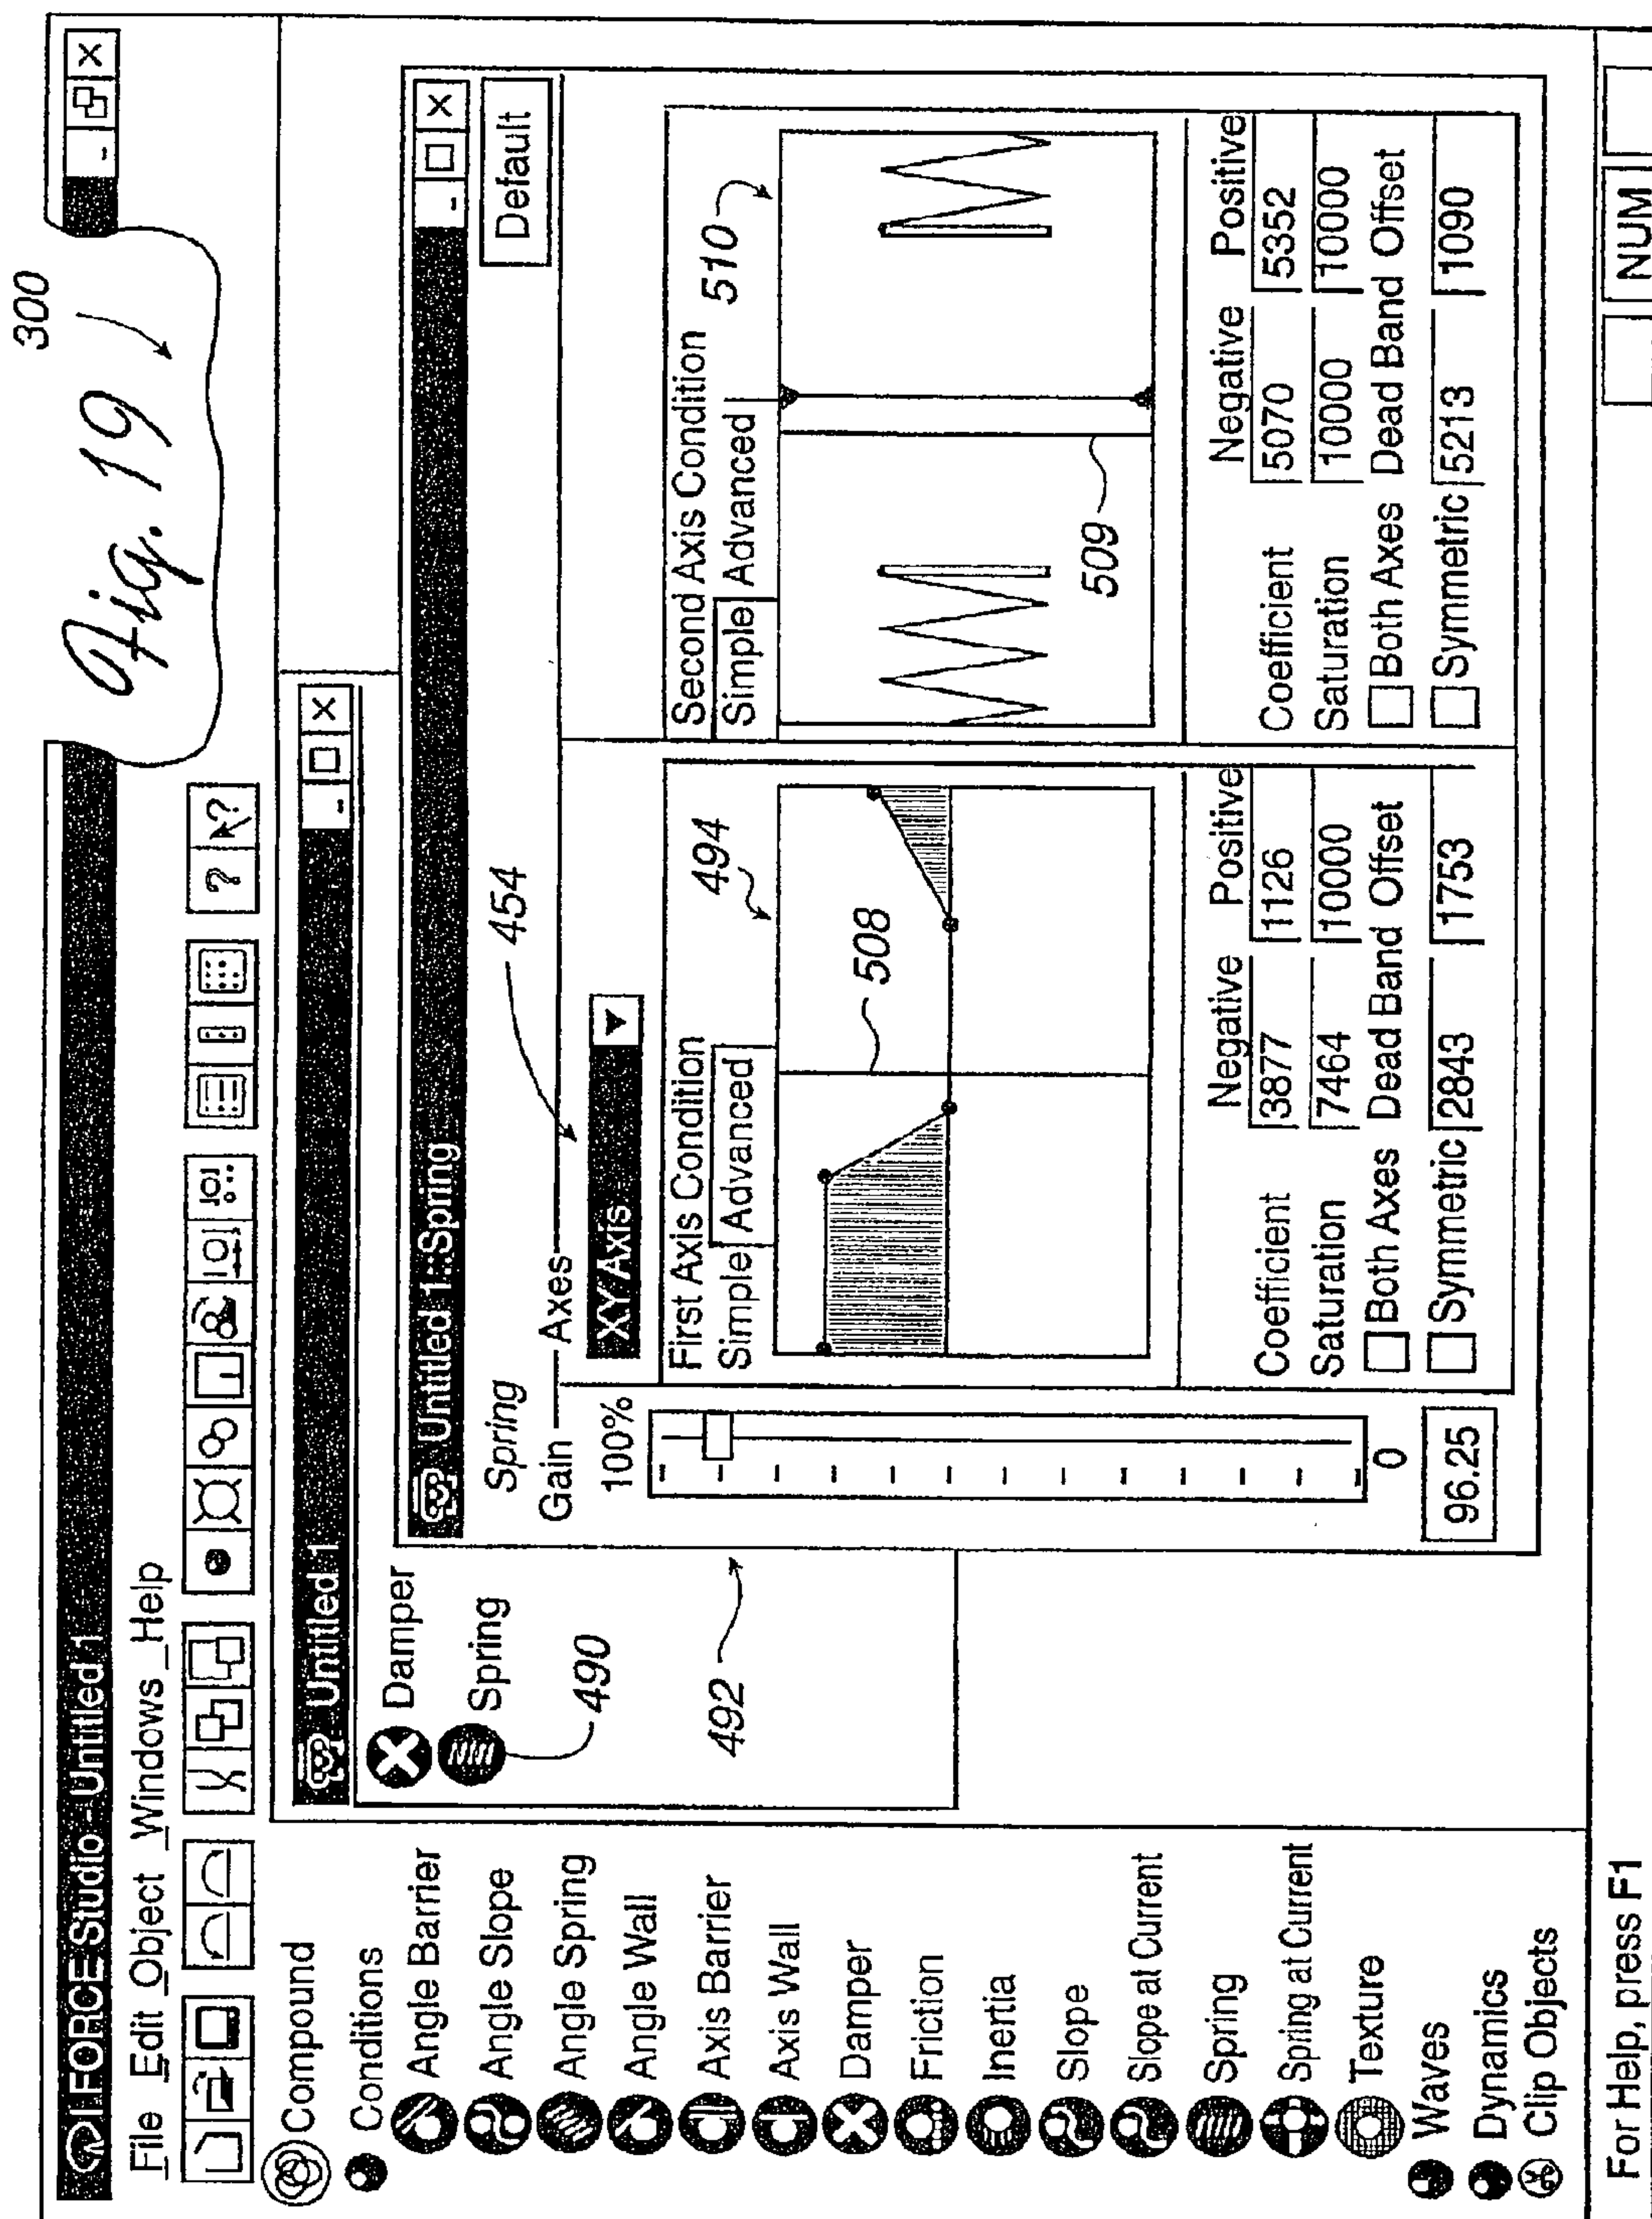 300
Fig. 19
I FORCE Studio - Untitled 1
File Edit Object Windows Help
? ?
Compound
Conditions
Angle Barrier
Angle Slope
Angle Spring
Angle Wall
Axis Barrier
Axis Wall
Damper
Friction
Inertia
Slope
Slope at Current
Spring
Spring at Current
Texture
Waves
Dynamics
Clip Objects
Untitled 1
Damper
Spring
490
492
Untitled 1::Spring
Spring
Default
Gain
Axes
454
100%
0
96.25
XY Axis
First Axis Condition
494
Simple Advanced
508
Negative Positive
Coefficient 3877 1126
Saturation 7464 10000
Both Axes Dead Band Offset
Symmetric 2843 1753
Second Axis Condition
510
Simple Advanced
509
Negative Positive
Coefficient 5070 5352
Saturation 10000 10000
Both Axes Dead Band Offset
Symmetric 5213 1090
For Help, press F1
NUM